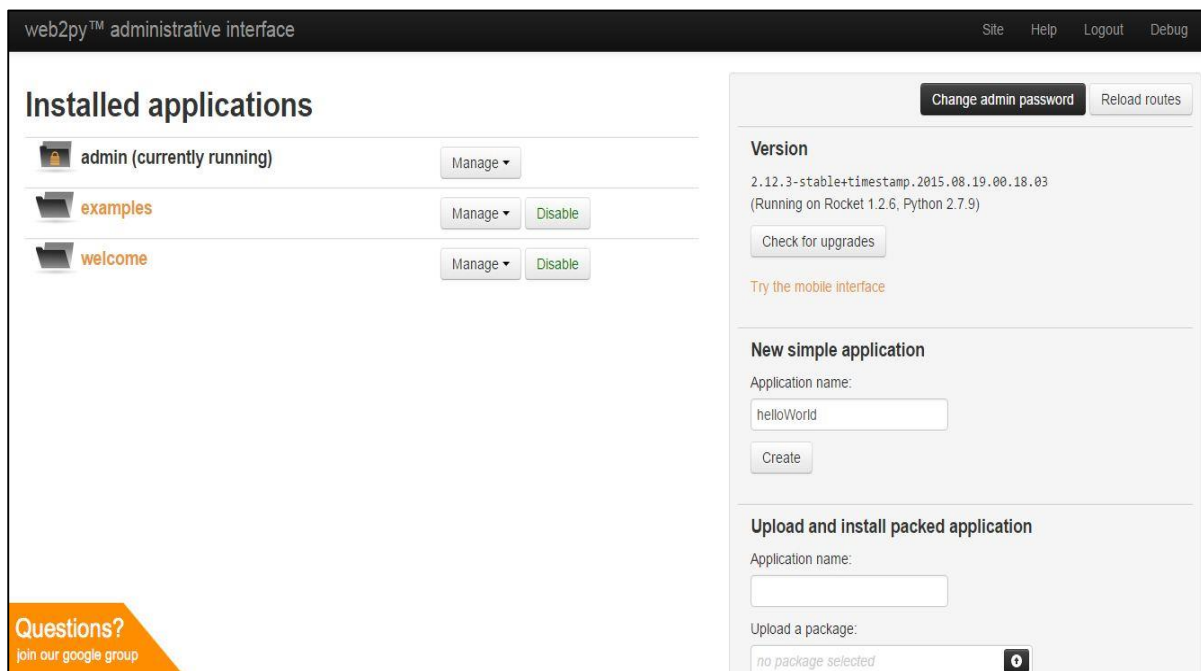 web2py™ administrative interface
Site Help Logout Debug
Installed applications
admin (currently running)
Manage
examples
Manage
Disable
welcome
Manage
Disable
Change admin password
Reload routes
Version
2.12.3-stable+timestamp.2015.08.19.00.18.03
(Running on Rocket 1.2.6, Python 2.7.9)
Check for upgrades
Try the mobile interface
New simple application
Application name:
helloWorld
Create
Upload and install packed application
Application name:
Upload a package:
no package selected
Questions?
join our google group